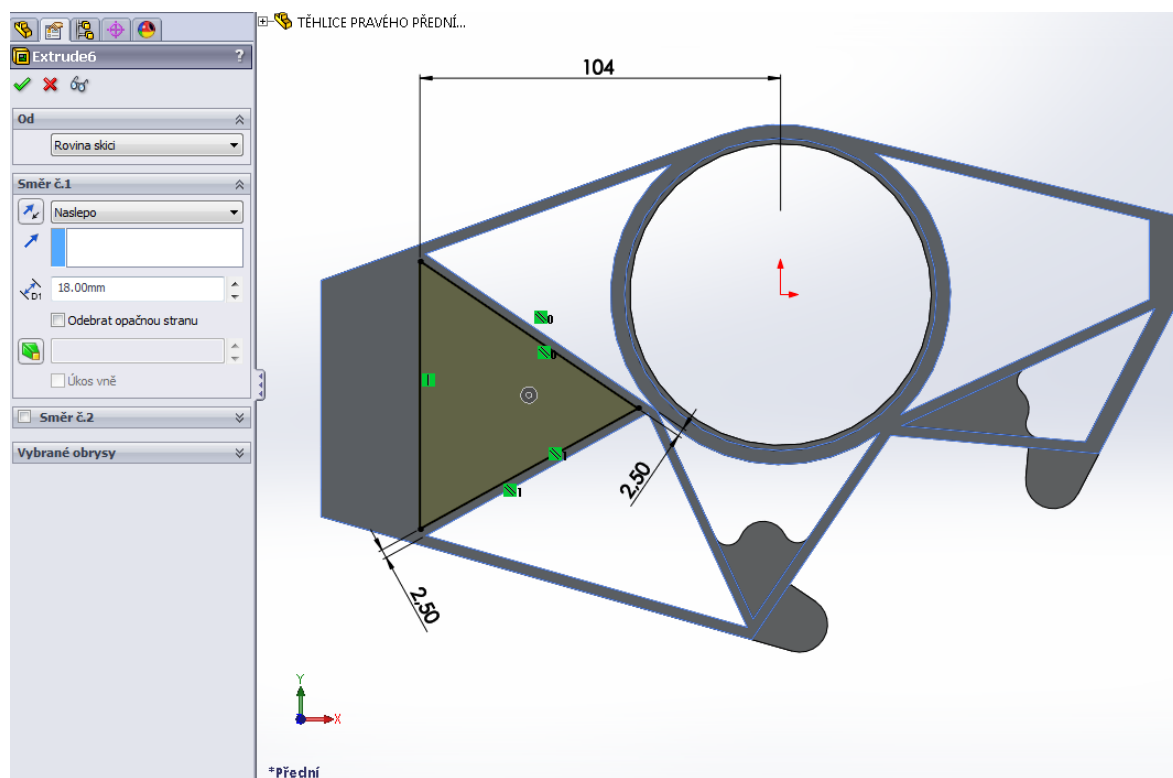 TĚHLICE PRAVÉHO PŘEDNÍ...
Extrude6
?
Od
Rovina skici
Směr č.1
Naslepo
D1
18.00mm
Odebrat opačnou stranu
Úkos vně
Směr č.2
Vybrané obrysy
104
0
0
1
1
2,50
2,50
Y
X
*Přední